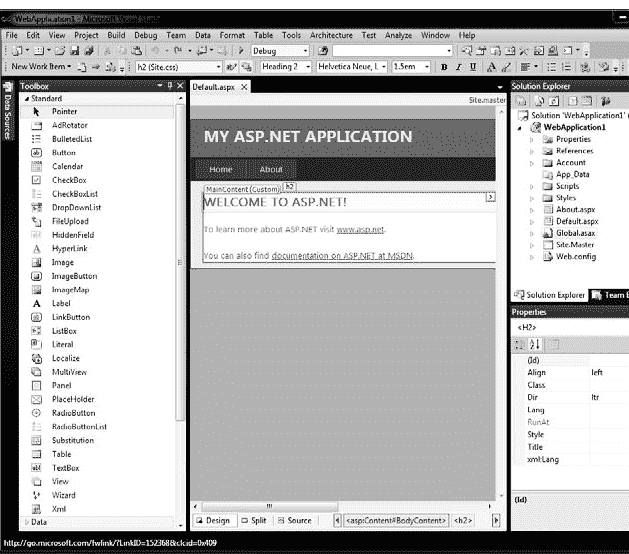 WebApplication1 - Microsoft Visual Studio
File Edit View Project Build Debug Team Data Format Table Tools Architecture Test Analyze Window Help
Debug
New Work Item h2 (Site.css) Heading 2 Helvetica Neue, L 1.5em B I U A
Data Sources
Toolbox
Standard
Pointer
AdRotator
BulletedList
Button
Calendar
CheckBox
CheckBoxList
DropDownList
FileUpload
HiddenField
HyperLink
Image
ImageButton
ImageMap
Label
LinkButton
ListBox
Literal
Localize
MultiView
Panel
PlaceHolder
RadioButton
RadioButtonList
Substitution
Table
TextBox
View
Wizard
Xml
Data
Default.aspx
Site.master
MY ASP.NET APPLICATION
Home About
MainContent (Custom) h2
WELCOME TO ASP.NET!
To learn more about ASP.NET visit www.asp.net.
You can also find documentation on ASP.NET at MSDN.
Design Split Source <asp:Content#BodyContent> <h2>
Solution Explorer
Solution 'WebApplication1' (
WebApplication1
Properties
References
Account
App_Data
Scripts
Styles
About.aspx
Default.aspx
Global.asax
Site.Master
Web.config
Solution Explorer Team E
Properties
<H2>
(Id)
Align left
Class
Dir ltr
Lang
RunAt
Style
Title
xml:Lang
(Id)
http://go.microsoft.com/fwlink/?LinkID=152368&clcid=0x409